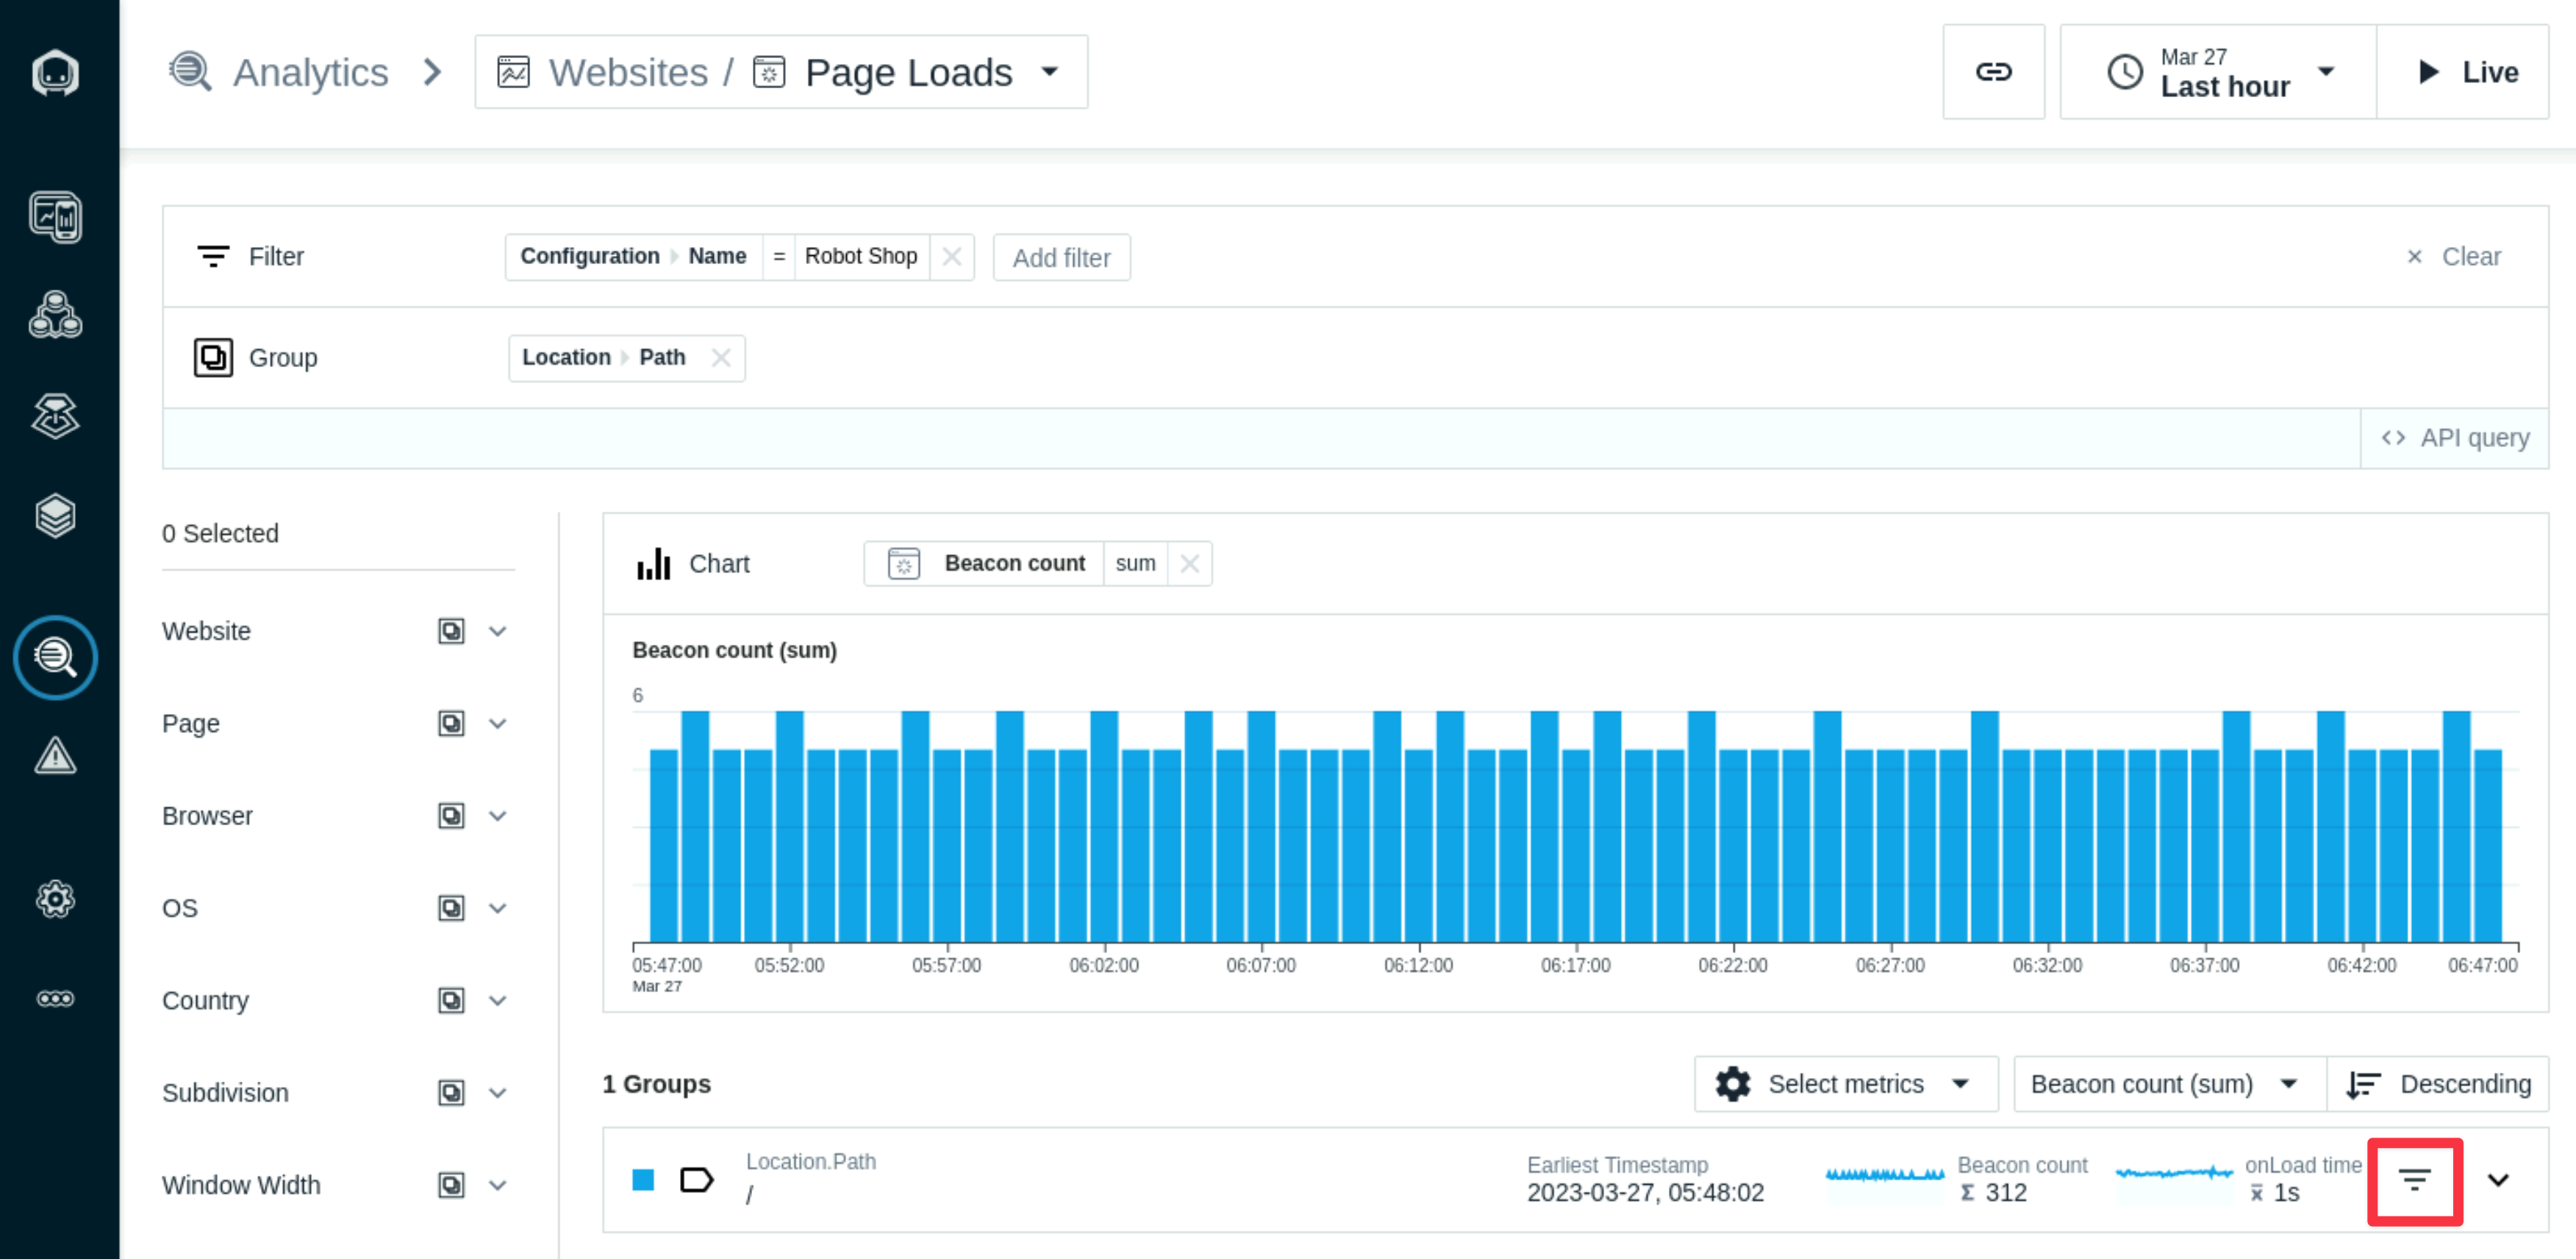 Analytics
Websites /
Page Loads
Mar 27
Last hour
Live
Filter
Configuration Name = Robot Shop
Add filter
× Clear
Group
Location Path
<> API query
0 Selected
Website
Page
Browser
OS
Country
Subdivision
Window Width
Chart
Beacon count sum
Beacon count (sum)
6
05:47:00 05:52:00 05:57:00 06:02:00 06:07:00 06:12:00 06:17:00 06:22:00 06:27:00 06:32:00 06:37:00 06:42:00 06:47:00
Mar 27
1 Groups
Select metrics
Beacon count (sum)
Descending
Location.Path
/
Earliest Timestamp
2023-03-27, 05:48:02
Beacon count
Σ 312
onLoad time
x̅ 1s